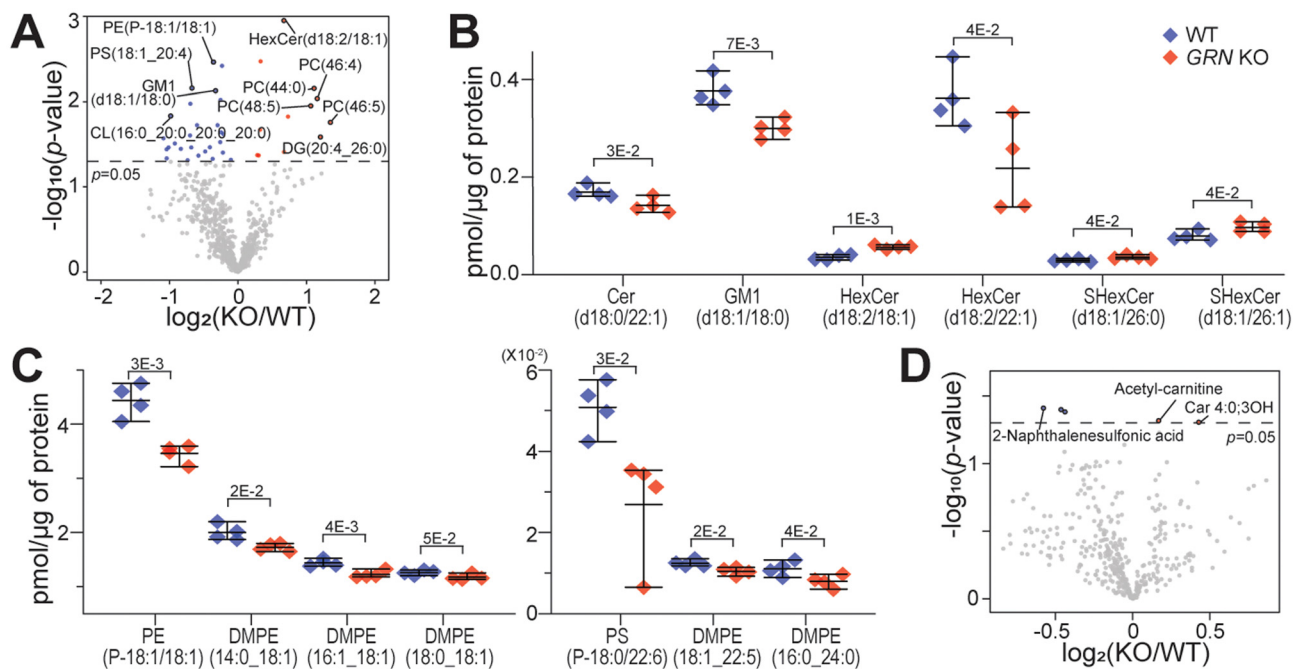 A
-log₁₀(p-value)
3
2
1
0
PE(P-18:1/18:1)
HexCer(d18:2/18:1)
PS(18:1_20:4)
PC(46:4)
GM1
(d18:1/18:0)
PC(44:0)
PC(48:5)
PC(46:5)
CL(16:0_20:0_20:0_20:0)
DG(20:4_26:0)
p=0.05
-2
-1
0
1
2
log₂(KO/WT)
B
WT
GRN KO
pmol/µg of protein
0.4
0.2
0.0
3E-2
7E-3
1E-3
4E-2
4E-2
4E-2
Cer
(d18:0/22:1)
GM1
(d18:1/18:0)
HexCer
(d18:2/18:1)
HexCer
(d18:2/22:1)
SHexCer
(d18:1/26:0)
SHexCer
(d18:1/26:1)
C
pmol/µg of protein
4
2
3E-3
2E-2
4E-3
5E-2
PE
(P-18:1/18:1)
DMPE
(14:0_18:1)
DMPE
(16:1_18:1)
DMPE
(18:0_18:1)
(X10⁻²)
6
4
2
0
3E-2
2E-2
4E-2
PS
(P-18:0/22:6)
DMPE
(18:1_22:5)
DMPE
(16:0_24:0)
D
-log₁₀(p-value)
1
0
Acetyl-carnitine
Car 4:0;3OH
2-Naphthalenesulfonic acid
p=0.05
-0.5
0
0.5
log₂(KO/WT)